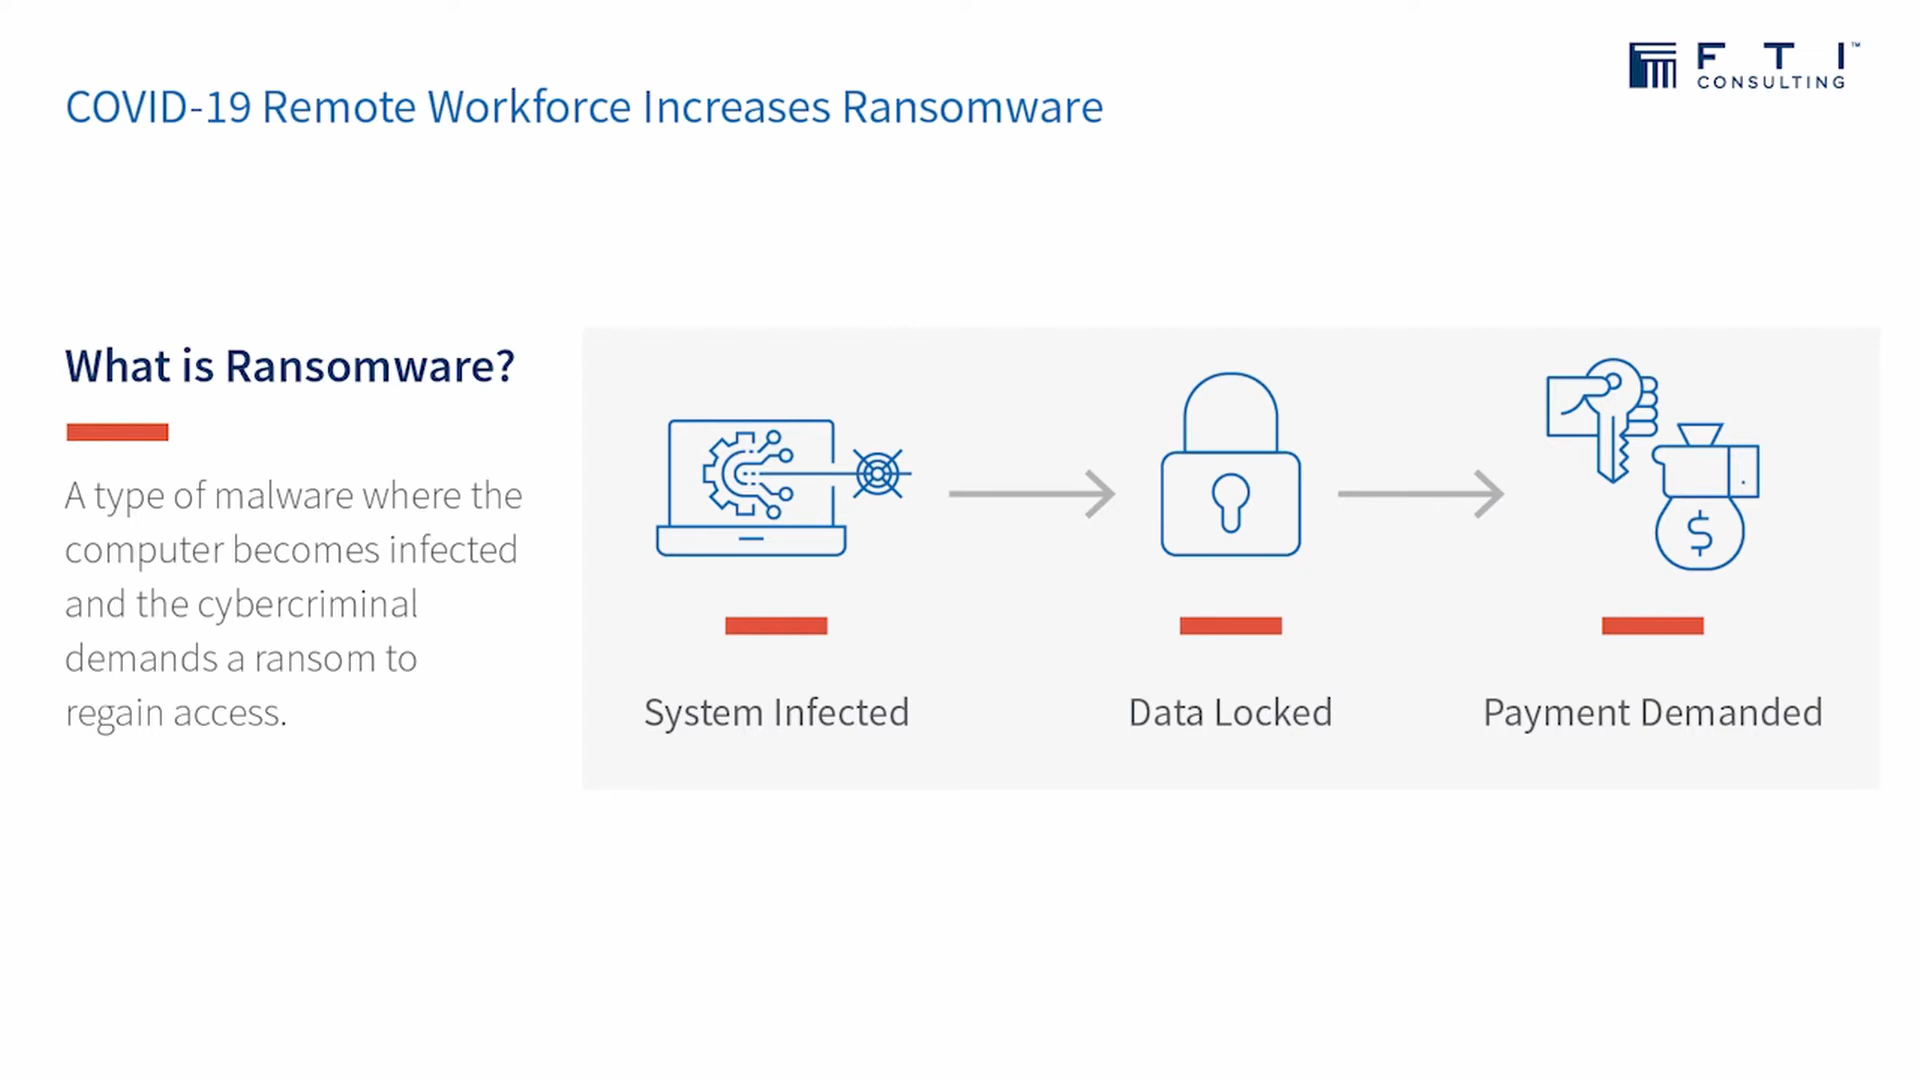 FTI™
CONSULTING
COVID-19 Remote Workforce Increases Ransomware
What is Ransomware?
A type of malware where the
computer becomes infected
and the cybercriminal
demands a ransom to
regain access.
$
System Infected
Data Locked
Payment Demanded